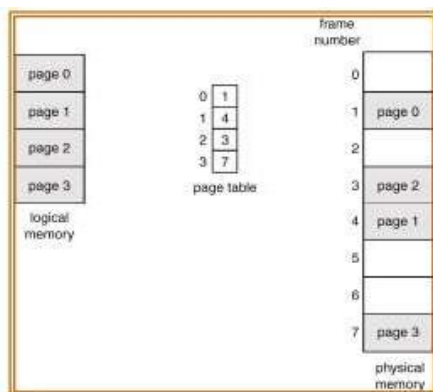 page 0
page 1
page 2
page 3
logical
memory
0 1
1 4
2 3
3 7
page table
frame
number
0
1 page 0
2
3 page 2
4 page 1
5
6
7 page 3
physical
memory